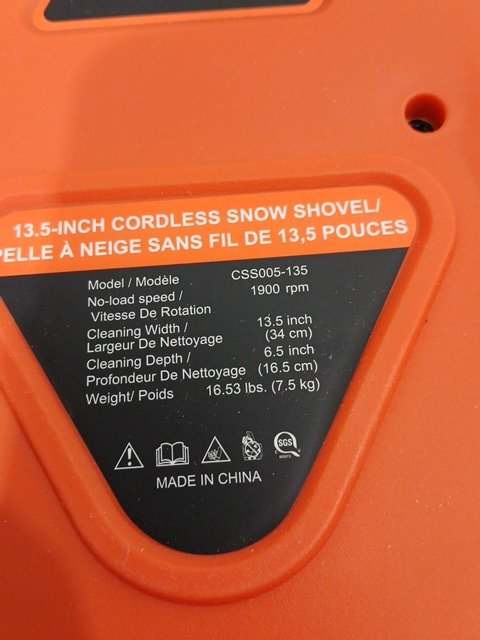 13.5-INCH CORDLESS SNOW SHOVEL/
PELLE À NEIGE SANS FIL DE 13,5 POUCES
Model / Modèle CSS005-135
No-load speed / 1900 rpm
Vitesse De Rotation
Cleaning Width / 13.5 inch
Largeur De Nettoyage (34 cm)
Cleaning Depth / 6.5 inch
Profondeur De Nettoyage (16.5 cm)
Weight/ Poids 16.53 lbs. (7.5 kg)
SGS
MADE IN CHINA